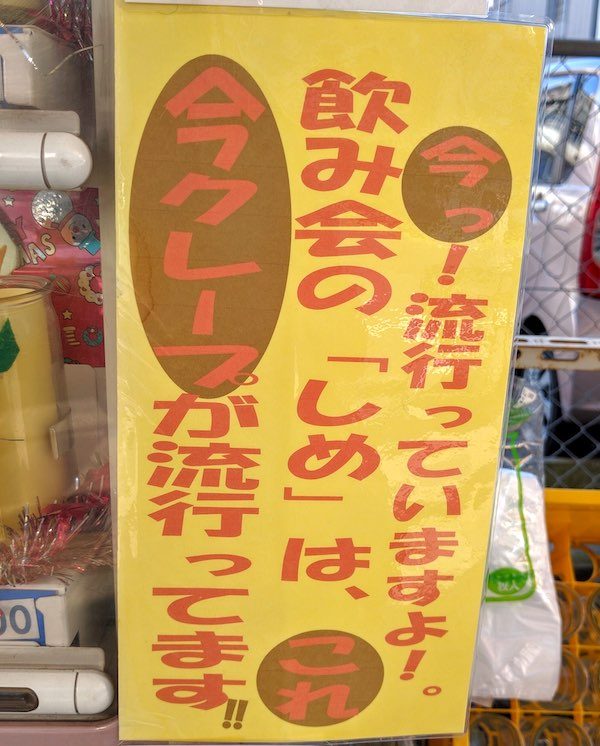 今っ！流行っていますよ！。
飲み会の「しめ」は、これ
今クレープが流行ってます!!
00